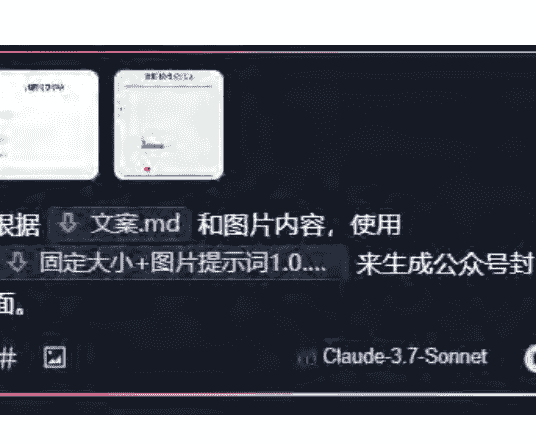 根据 文案.md 和图片内容，使用
固定大小+图片提示词1.0.... 来生成公众号封
面。
# Claude-3.7-Sonnet